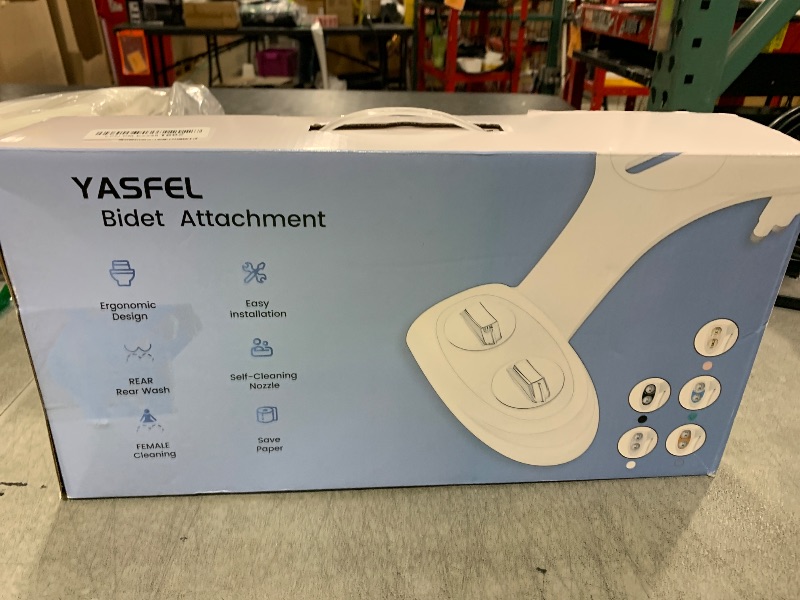 YASFEL
Bidet Attachment
Ergonomic
Design
Easy
installation
REAR
Rear Wash
Self-Cleaning
Nozzle
FEMALE
Cleaning
Save
Paper